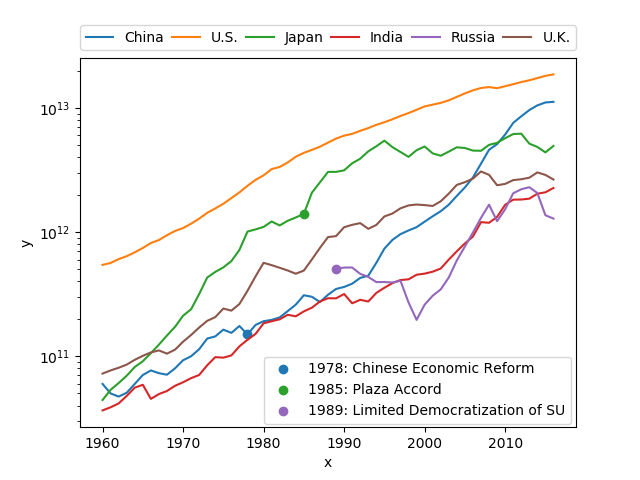 China U.S. Japan India Russia U.K.
10^13
10^12
10^11
y
1978: Chinese Economic Reform
1985: Plaza Accord
1989: Limited Democratization of SU
1960 1970 1980 1990 2000 2010
x